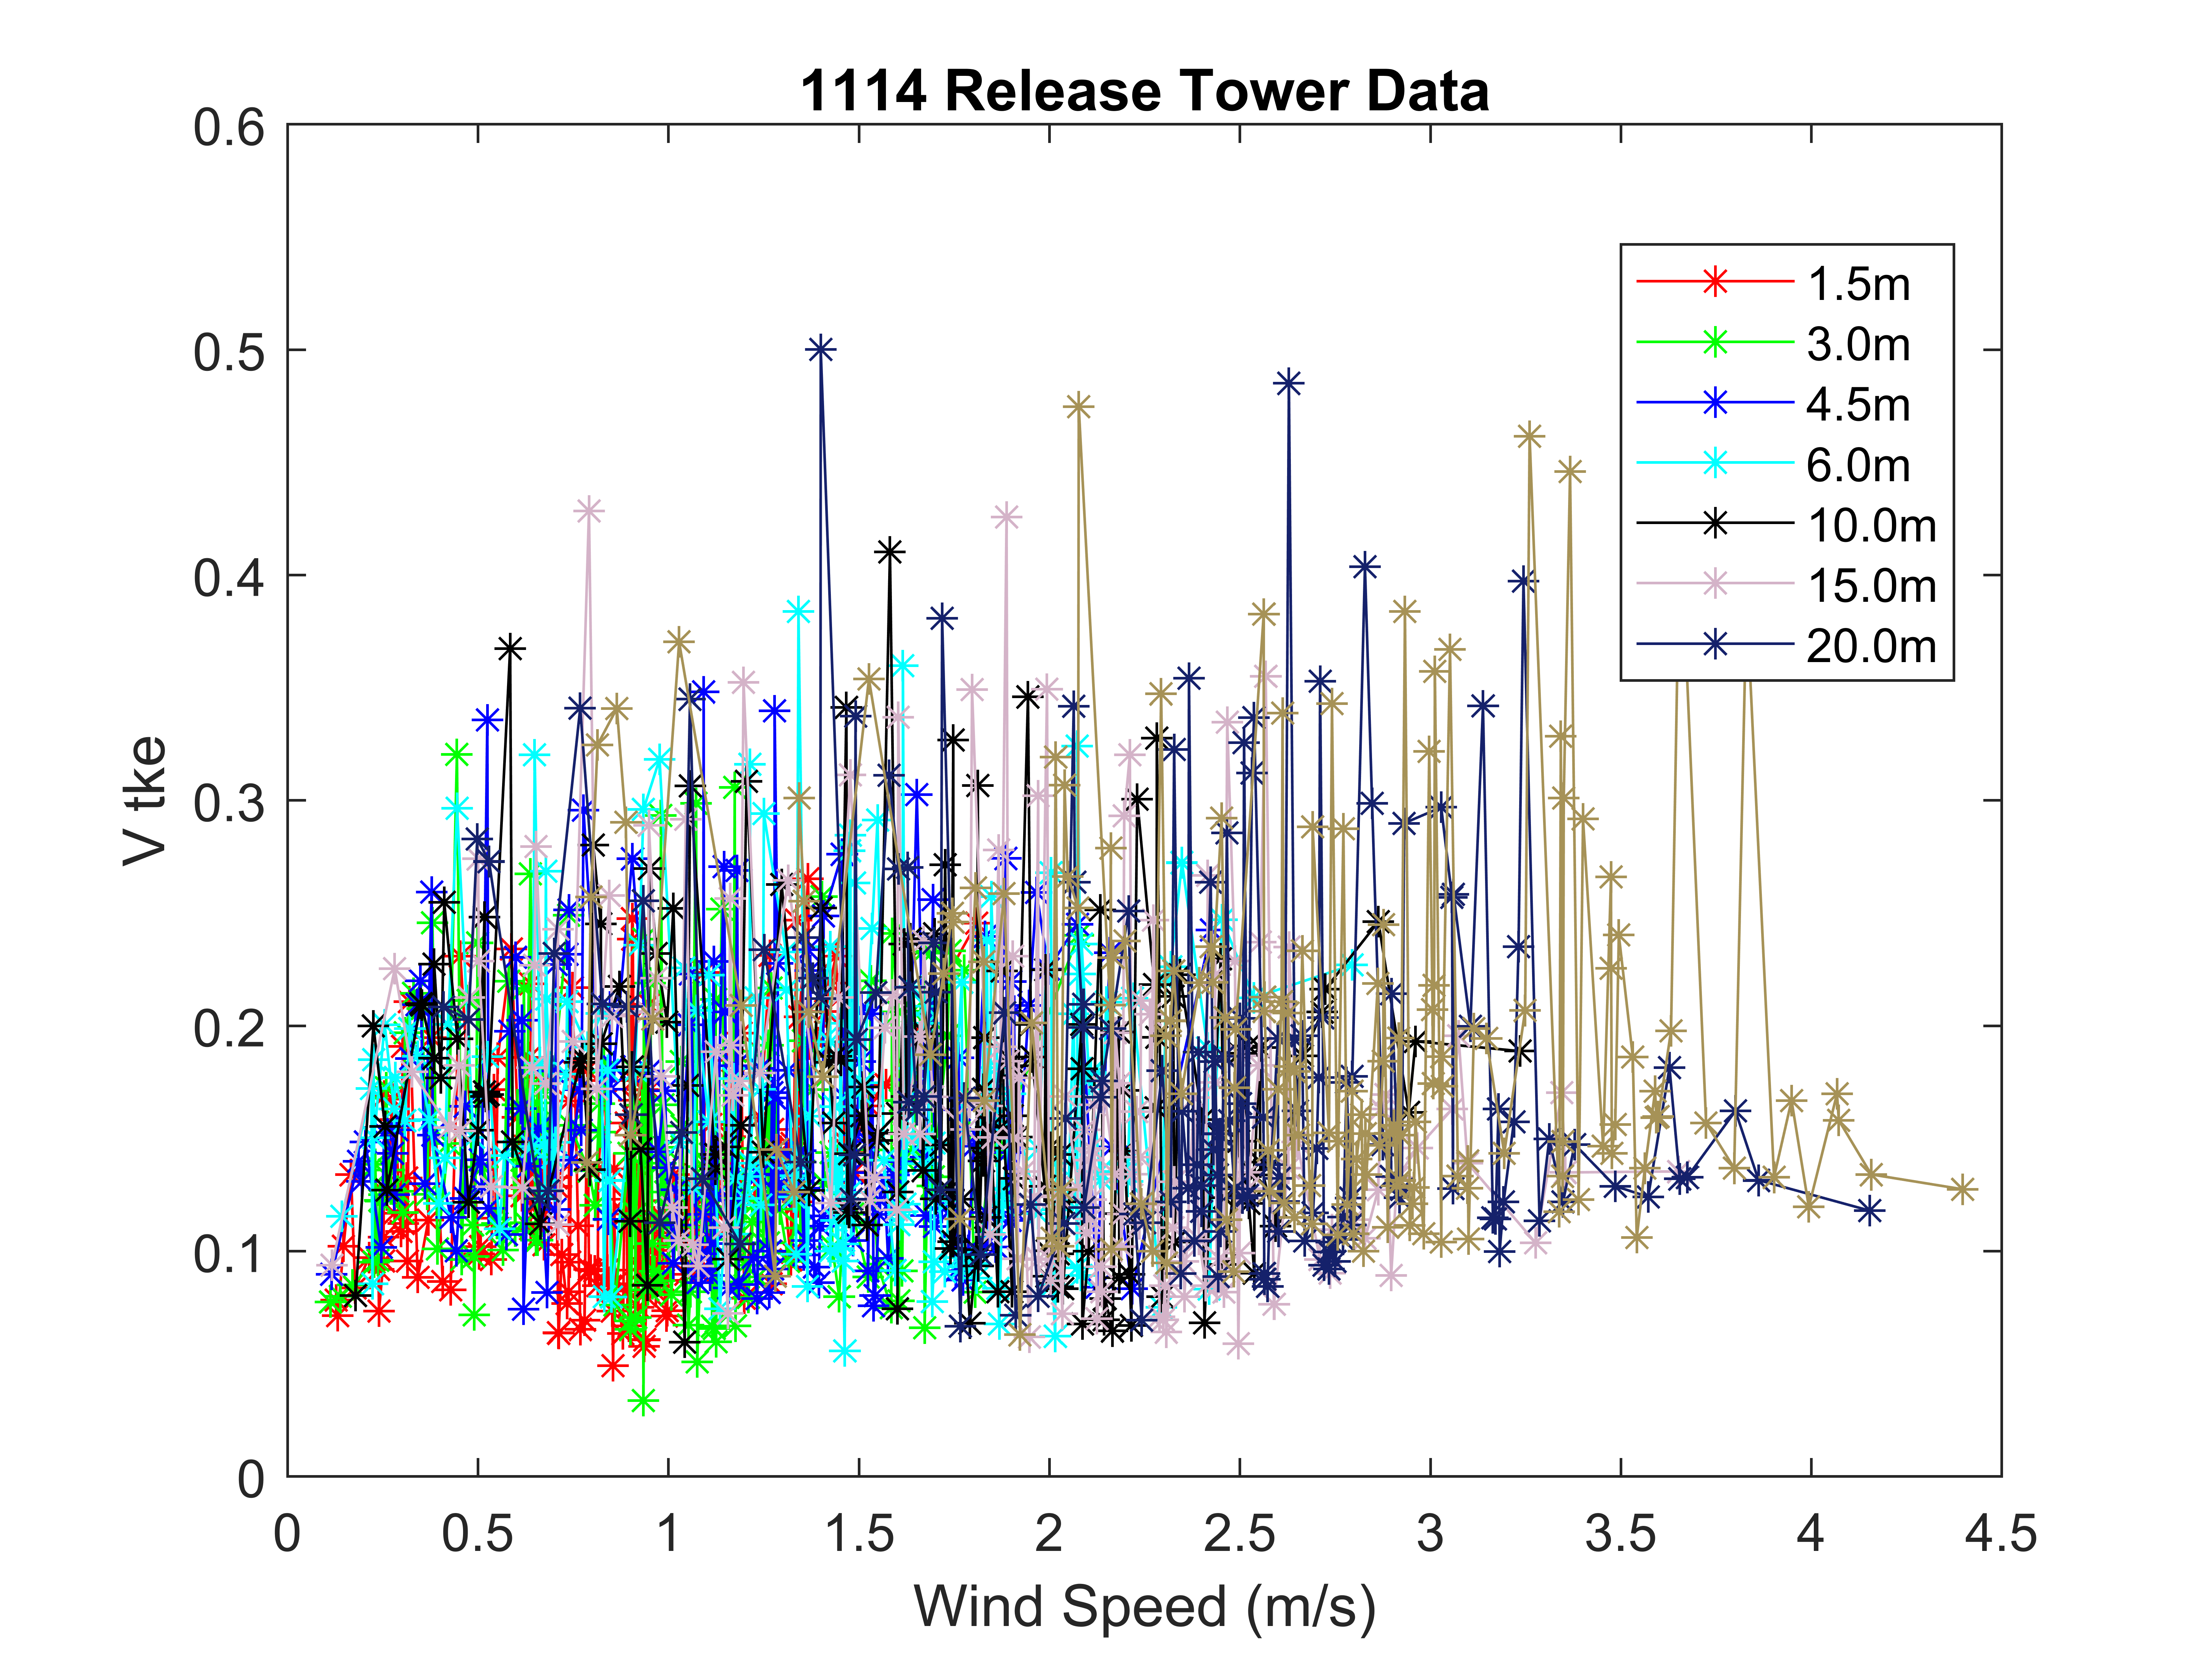 1114 Release Tower Data
0.6
0.5
0.4
0.3
0.2
0.1
0
V tke
1.5m
3.0m
4.5m
6.0m
10.0m
15.0m
20.0m
0 0.5 1 1.5 2 2.5 3 3.5 4 4.5
Wind Speed (m/s)